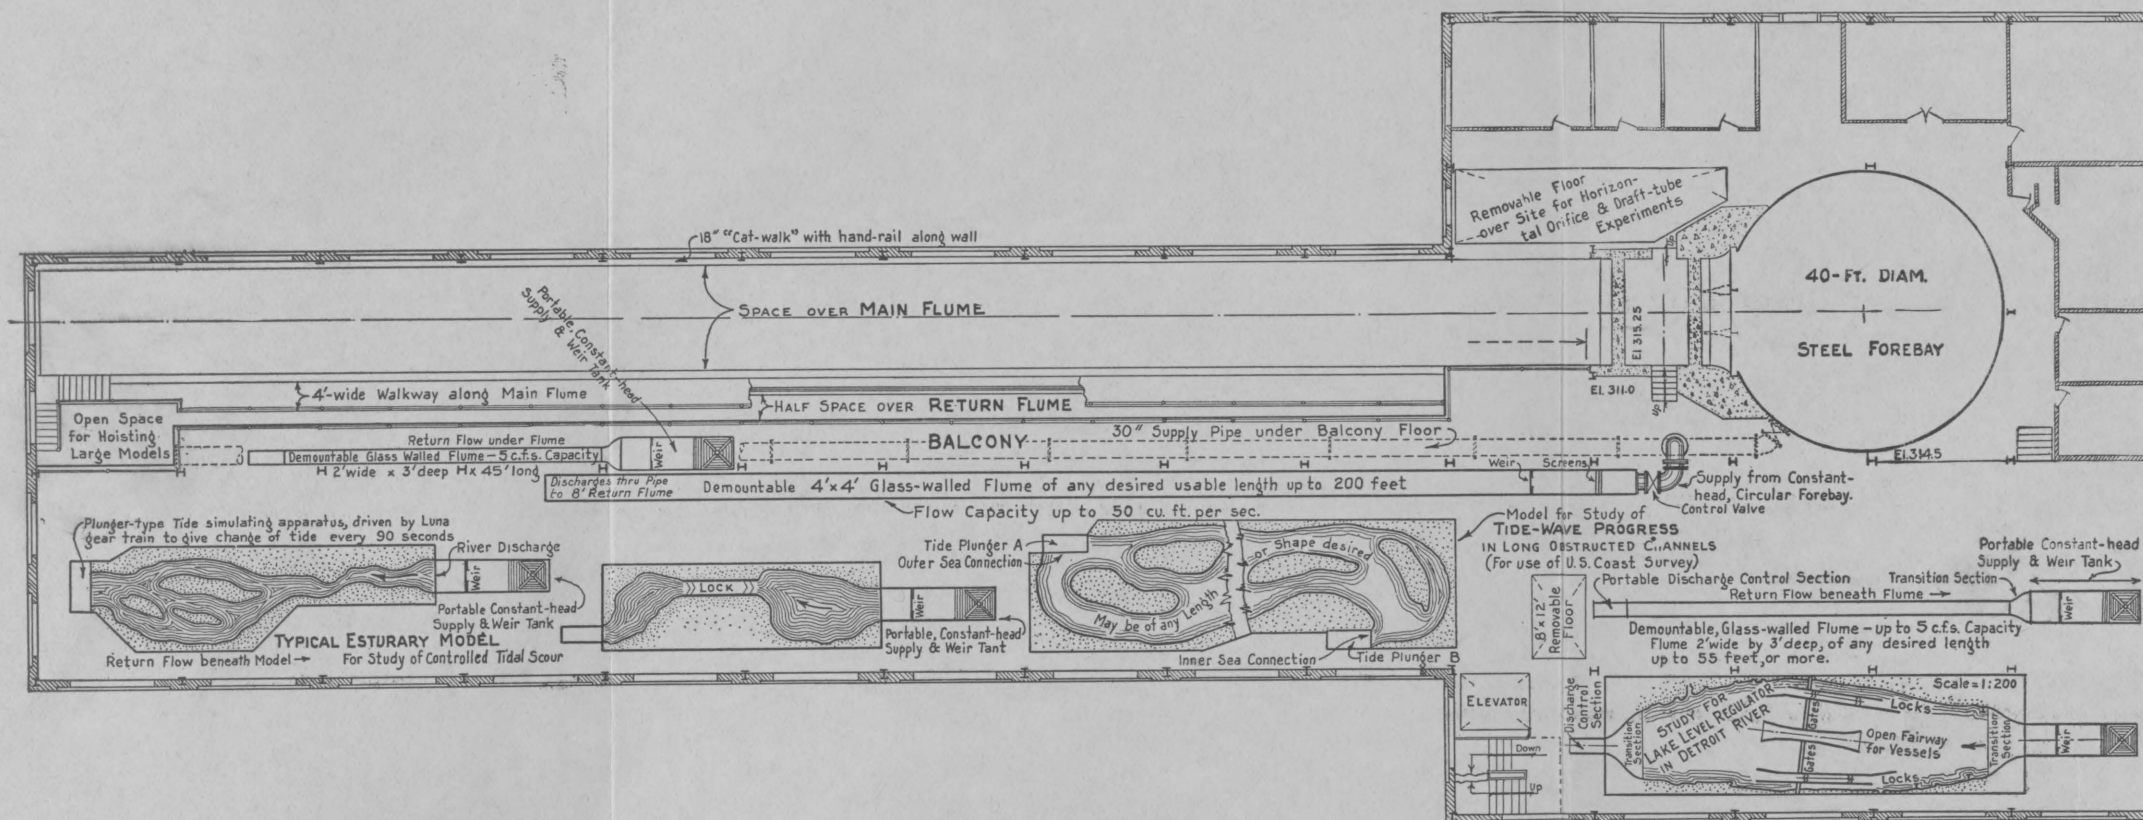 Removable Floor
over Site for Horizon-
tal Orifice & Draft-tube
Experiments
18" "Cat-walk" with hand-rail along wall
Up
40-FT. DIAM.
STEEL FOREBAY
Portable, Constant-head
Supply & Weir Tank
SPACE OVER MAIN FLUME
El 315.25
El. 311.0
Up
4'-wide Walkway along Main Flume
HALF SPACE OVER RETURN FLUME
Open Space
for Hoisting
Large Models
Return Flow under Flume
Demountable Glass Walled Flume-5 c.f.s. Capacity
2'wide x 3'deep x 45'long
Weir
BALCONY
30" Supply Pipe under Balcony Floor
El.314.5
Discharges thru Pipe
to 8' Return Flume
Demountable 4'x4' Glass-walled Flume of any desired usable length up to 200 feet
Weir
Screens
Supply from Constant-
head, Circular Forebay.
Control Valve
Flow Capacity up to 50 cu. ft. per sec.
Plunger-type Tide simulating apparatus, driven by Luna
gear train to give change of tide every 90 seconds
River Discharge
Weir
Portable Constant-head
Supply & Weir Tank
TYPICAL ESTURARY MODEL
Return Flow beneath Model
For Study of Controlled Tidal Scour
LOCK
Weir
Portable, Constant-head
Supply & Weir Tant
Tide Plunger A
Outer Sea Connection
or Shape desired
May be of any Length
Inner Sea Connection
Tide Plunger B
Model for Study of
TIDE-WAVE PROGRESS
IN LONG OBSTRUCTED CHANNELS
(For use of U.S. Coast Survey)
8'x12'
Removable
Floor
Portable Discharge Control Section
Transition Section
Return Flow beneath Flume
Portable Constant-head
Supply & Weir Tank
Weir
Demountable, Glass-walled Flume - up to 5 c.f.s. Capacity
Flume 2'wide by 3'deep, of any desired length
up to 55 feet, or more.
ELEVATOR
Down
Up
Discharge
Control
Section
Transition
Section
STUDY FOR
LAKE LEVEL REGULATOR
IN DETROIT RIVER
Scale=1:200
Locks
Gates
Open Fairway
for Vessels
Gates
Locks
Transition
Section
Weir